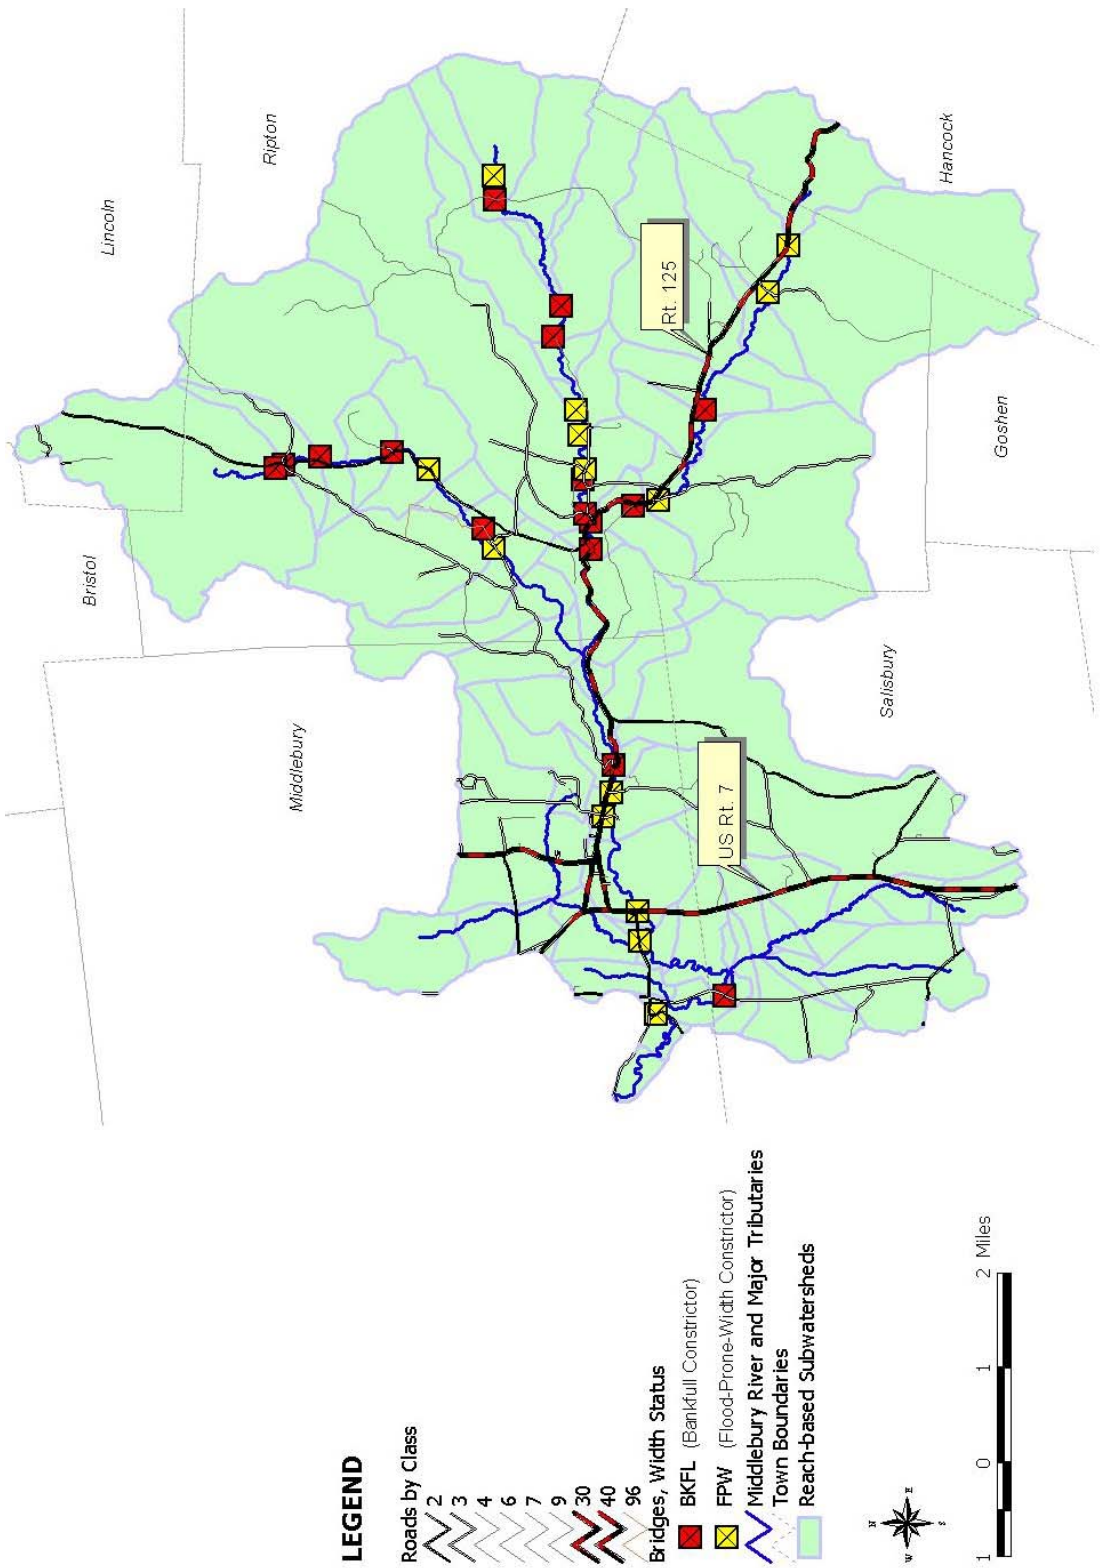 Lincoln
Ripton
Bristol
Middlebury
Rt. 125
Hancock
Goshen
Salisbury
US Rt. 7
LEGEND
Roads by Class
2
3
4
6
7
9
30
40
96
Bridges, Width Status
BKFL (Bankfull Constrictor)
FPW (Flood-Prone-Width Constrictor)
Middlebury River and Major Tributaries
Town Boundaries
Reach-based Subwatersheds
N
W E
S
1 0 1 2 Miles